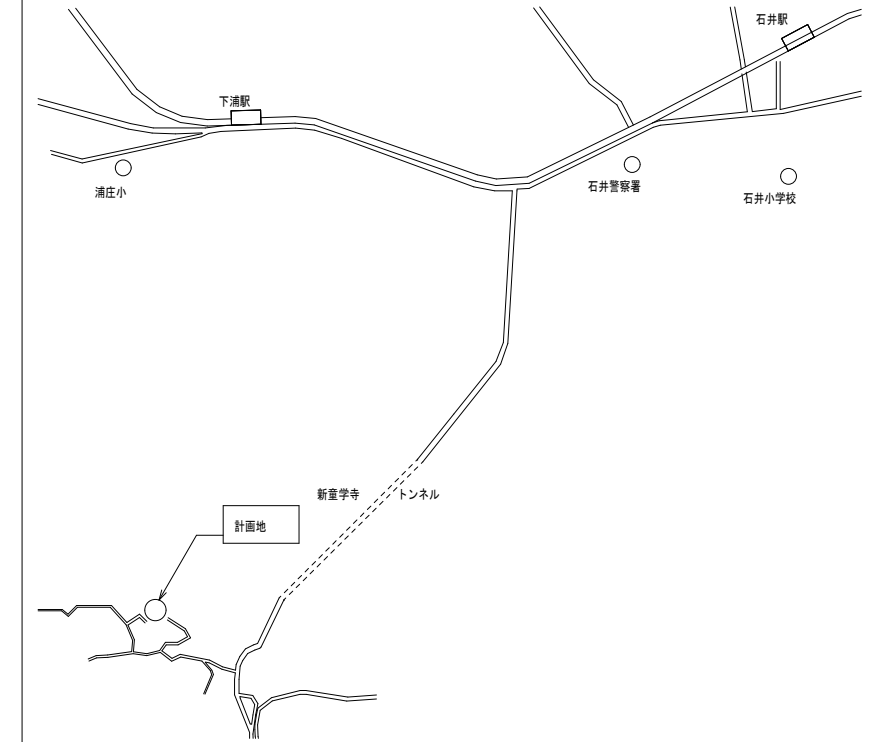 石井駅
下浦駅
浦庄小
石井警察署
石井小学校
新童学寺 トンネル
計画地